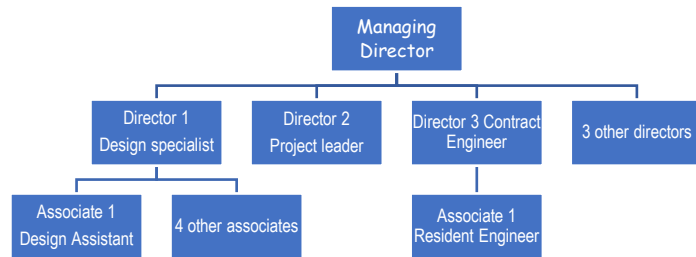 Managing
Director
Director 1
Design specialist
Director 2
Project leader
Director 3 Contract
Engineer
3 other directors
Associate 1
Design Assistant
4 other associates
Associate 1
Resident Engineer